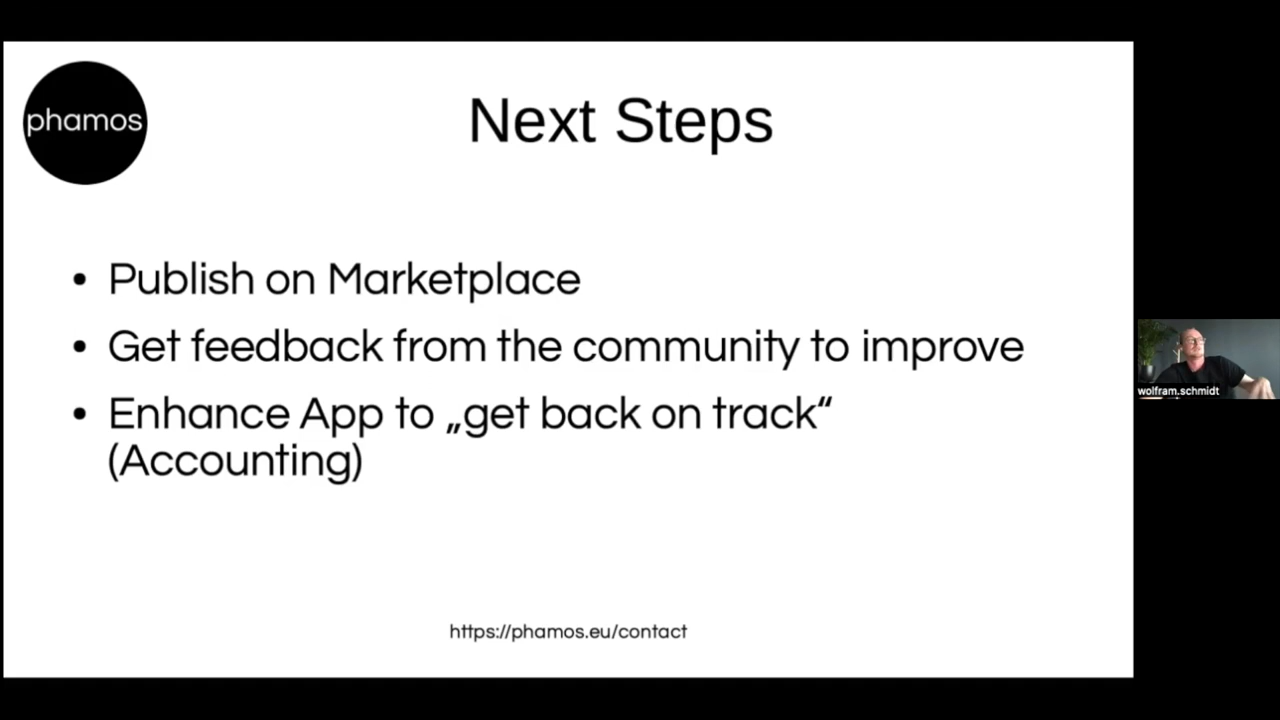 phamos
Next Steps
• Publish on Marketplace
• Get feedback from the community to improve
• Enhance App to „get back on track“
(Accounting)
wolfram.schmidt
https://phamos.eu/contact